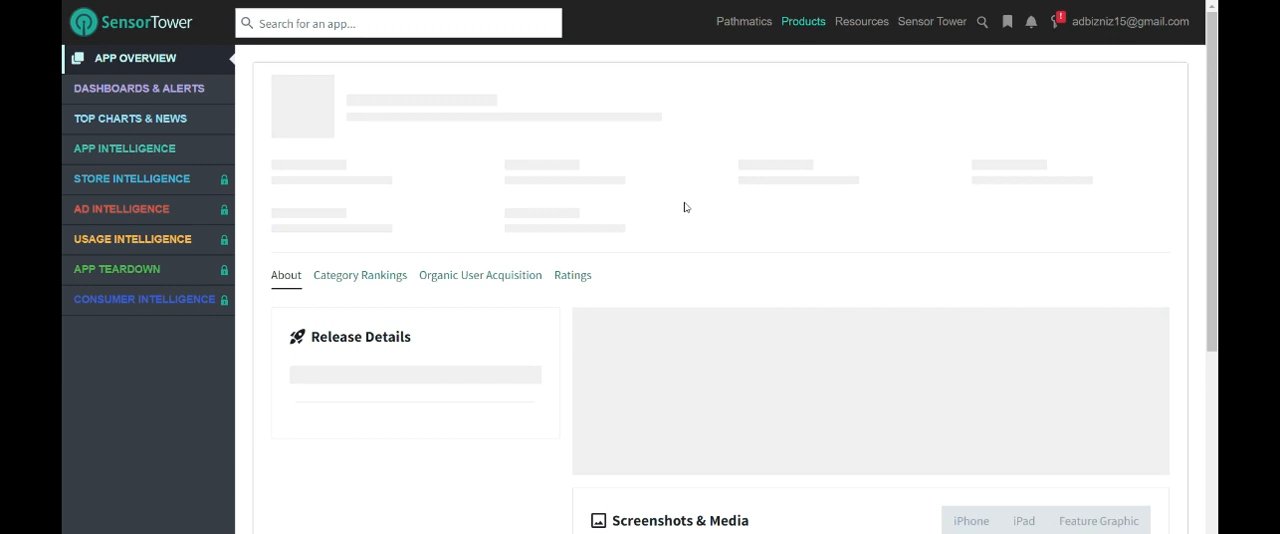 SensorTower
Search for an app...
Pathmatics Products Resources Sensor Tower ! adbizniz15@gmail.com
APP OVERVIEW
DASHBOARDS & ALERTS
TOP CHARTS & NEWS
APP INTELLIGENCE
STORE INTELLIGENCE
AD INTELLIGENCE
USAGE INTELLIGENCE
APP TEARDOWN
CONSUMER INTELLIGENCE
About Category Rankings Organic User Acquisition Ratings
Release Details
Screenshots & Media
iPhone iPad Feature Graphic